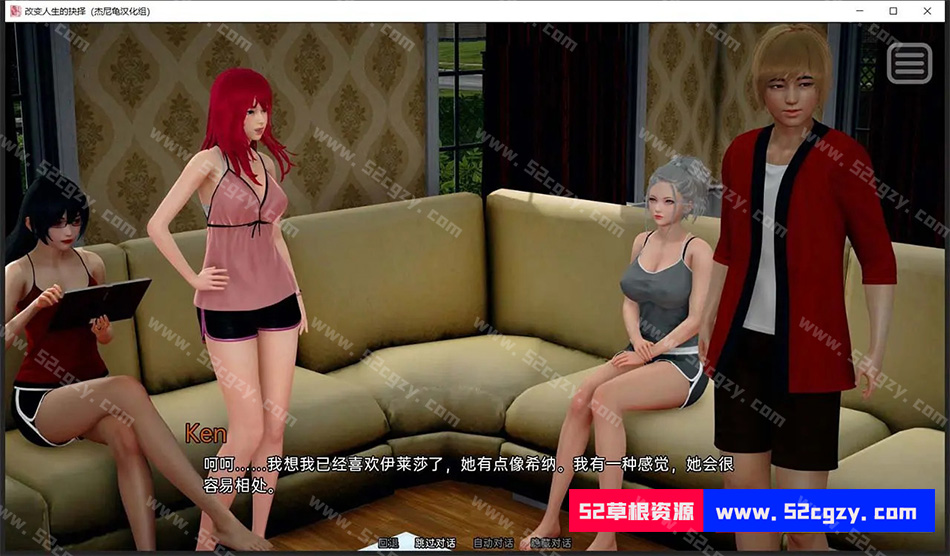 改变人生的抉择 (杰尼龟汉化组)
Ken
呵呵......我想我已经喜欢伊莱莎了，她有点像希纳。我有一种感觉，她会很
容易相处。
52草根资源 www.52cgzy.com
回退 跳过对话 自动对话 隐藏对话
www.52cgzy.com